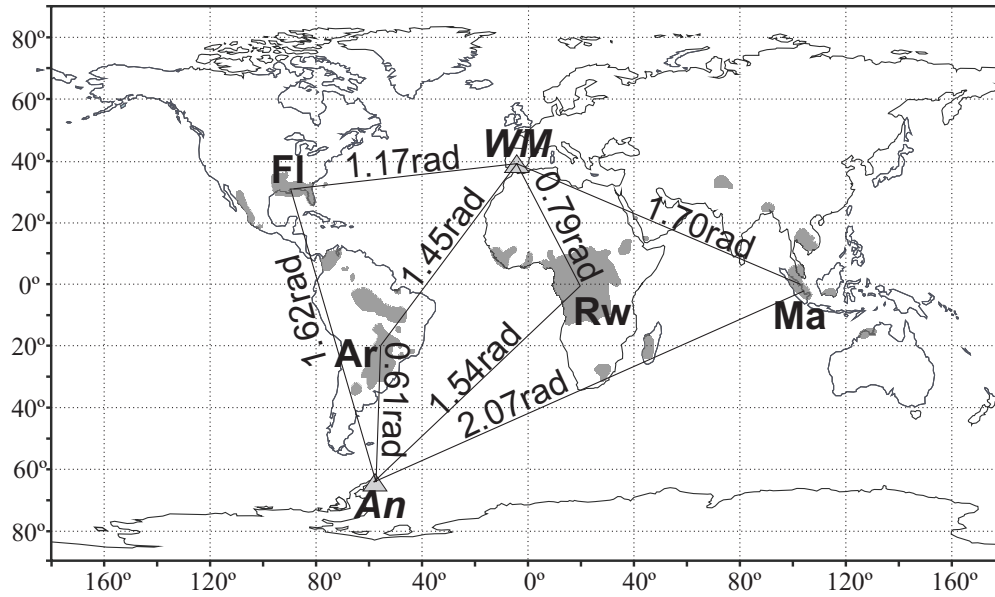 80º
60º
40º
20º
0º
20º
40º
60º
80º
WM
Fl
1.17rad
0.79rad
1.45rad
1.70rad
1.62rad
Rw
Ma
Ar
0.61rad
1.54rad
2.07rad
An
160º 120º 80º 40º 0º 40º 80º 120º 160º